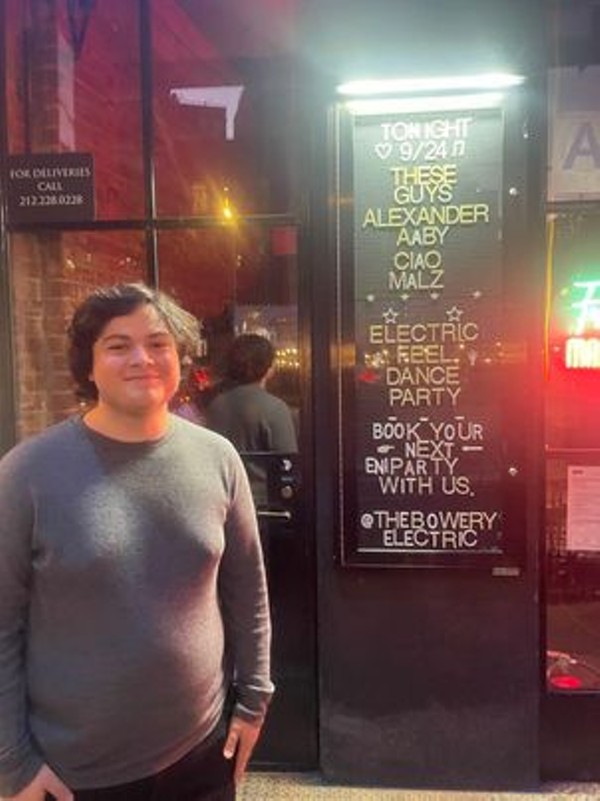 FOR DELIVERIES
CALL
212.228.0228
TONIGHT
♡ 9/24 ♫
THESE
GUYS
ALEXANDER
AABY
CIAO
MALZ
ELECTRIC
FEEL
DANCE
PARTY
BOOK YOUR
NEXT
PARTY
WITH US.
@THEBOWERY
ELECTRIC
A